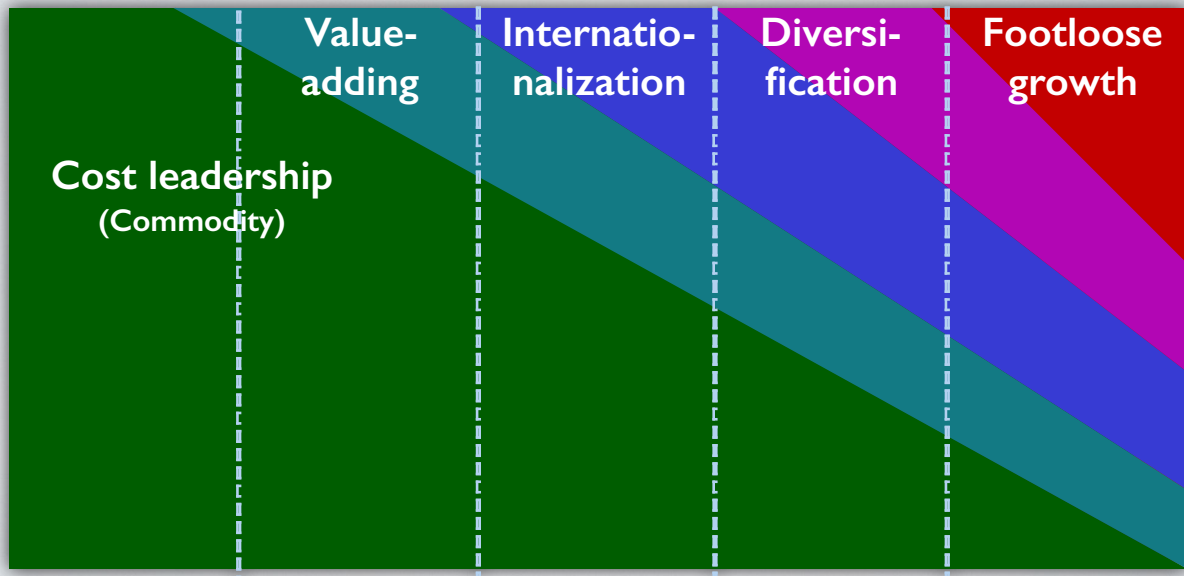 Value-
adding
Internatio-
nalization
Diversi-
fication
Footloose
growth
Cost leadership
(Commodity)